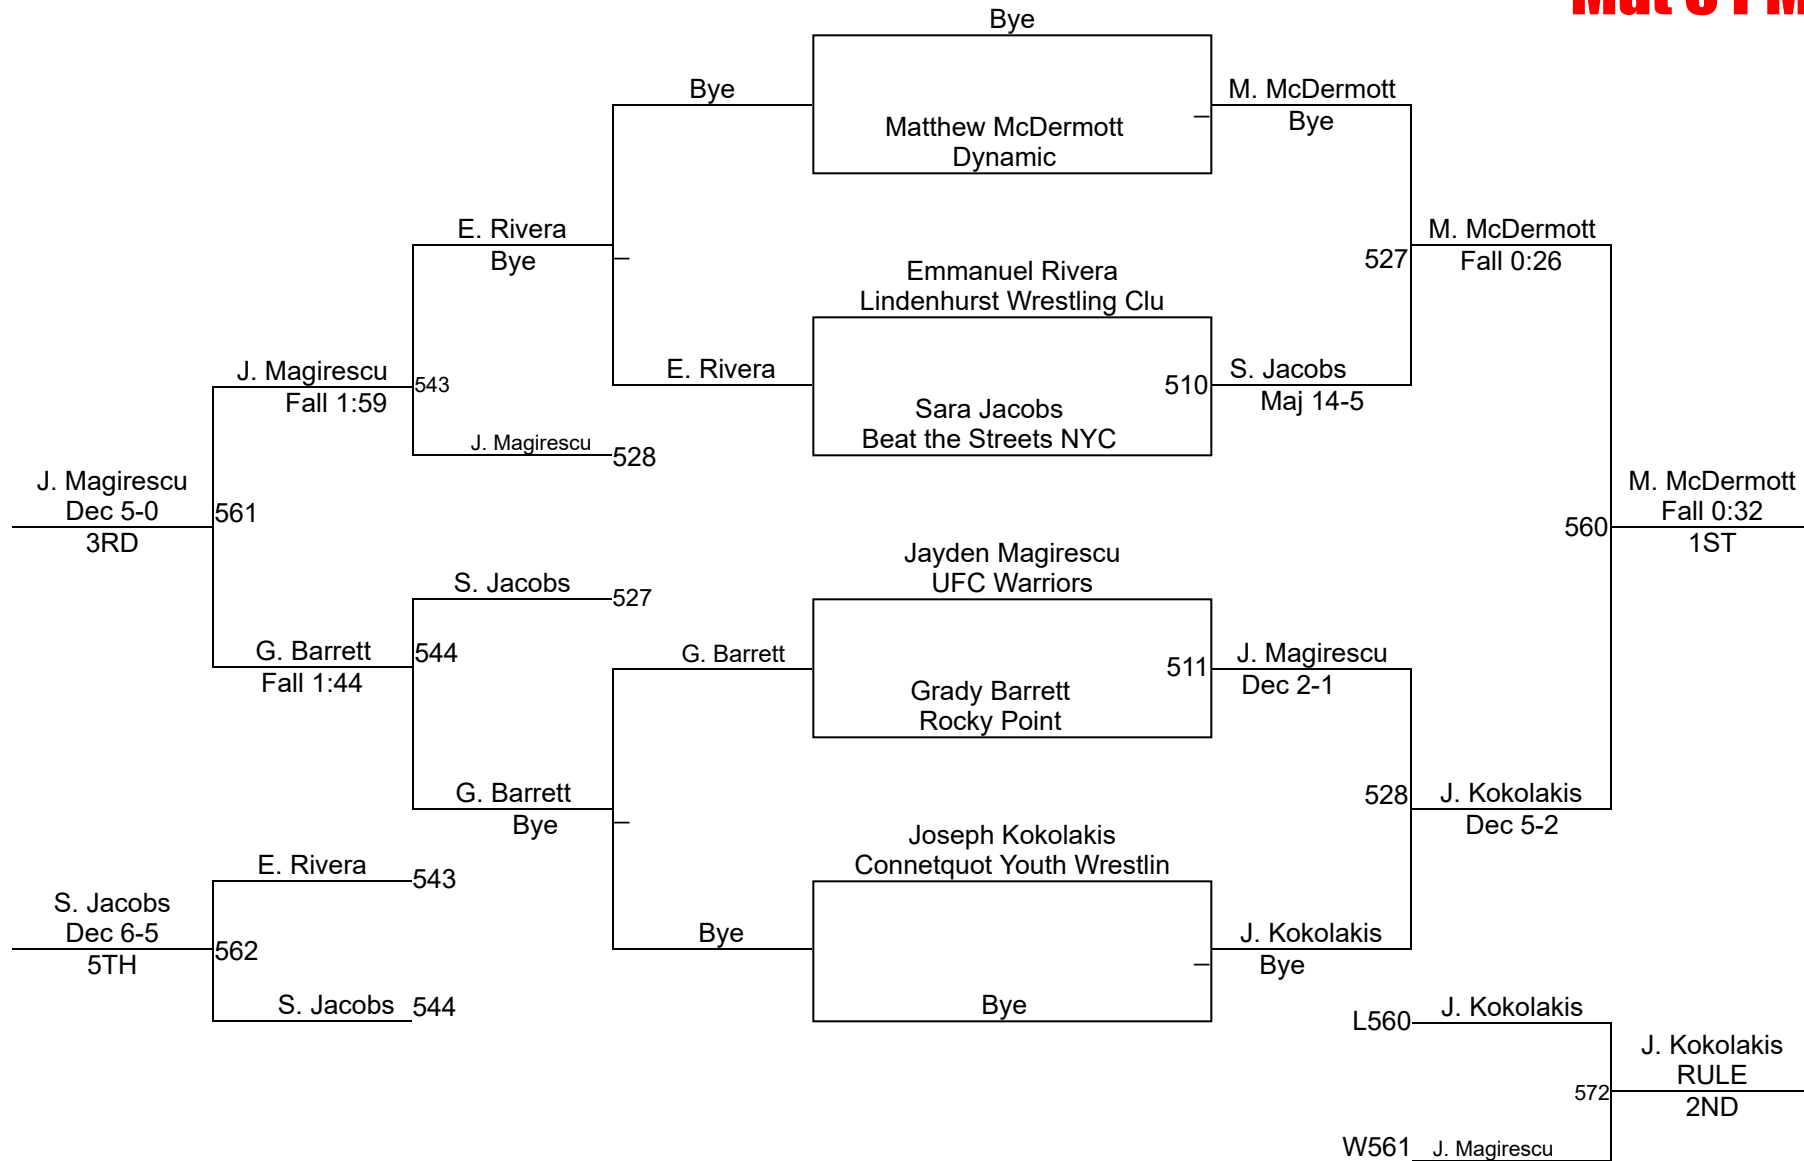 Bye
Bye
M. McDermott
Bye
Matthew McDermott
Dynamic
E. Rivera
Bye
M. McDermott
Fall 0:26
527
Emmanuel Rivera
Lindenhurst Wrestling Clu
J. Magirescu
Fall 1:59
543
E. Rivera
510
S. Jacobs
Maj 14-5
Sara Jacobs
Beat the Streets NYC
J. Magirescu
528
J. Magirescu
Dec 5-0
3RD
561
M. McDermott
Fall 0:32
1ST
560
Jayden Magirescu
UFC Warriors
S. Jacobs
527
G. Barrett
Fall 1:44
544
G. Barrett
511
J. Magirescu
Dec 2-1
Grady Barrett
Rocky Point
G. Barrett
Bye
528
J. Kokolakis
Dec 5-2
Joseph Kokolakis
Connetquot Youth Wrestlin
E. Rivera
543
S. Jacobs
Dec 6-5
5TH
562
Bye
J. Kokolakis
Bye
S. Jacobs
544
Bye
L560
J. Kokolakis
J. Kokolakis
RULE
2ND
572
W561
J. Magirescu